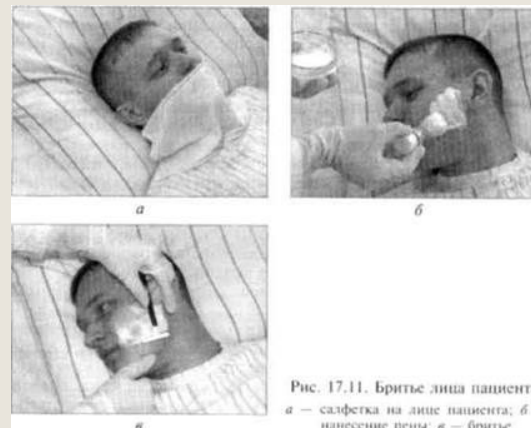 а
б
в
Рис. 17.11. Бритье лица пациент
а — салфетка на лице пациента; б
нанесение пены; в — бритье